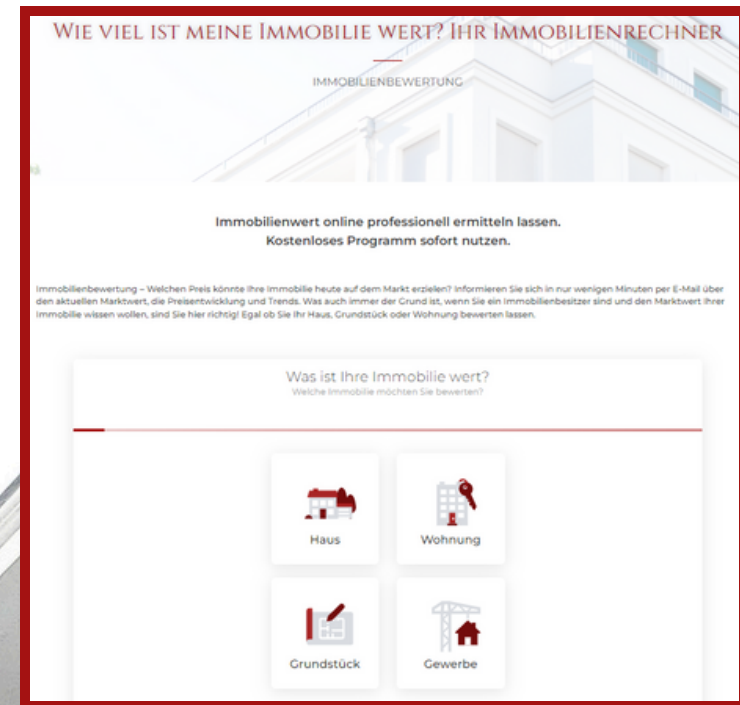 Wie viel ist meine Immobilie wert? Ihr Immobilienrechner
IMMOBILIENBEWERTUNG
Immobilienwert online professionell ermitteln lassen.
Kostenloses Programm sofort nutzen.
Immobilienbewertung – Welchen Preis könnte Ihre Immobilie heute auf dem Markt erzielen? Informieren Sie sich in nur wenigen Minuten per E-Mail über
den aktuellen Marktwert, die Preisentwicklung und Trends. Was auch immer der Grund ist, wenn Sie ein Immobilienbesitzer sind und den Marktwert Ihrer
Immobilie wissen wollen, sind Sie hier richtig! Egal ob Sie Ihr Haus, Grundstück oder Wohnung bewerten lassen.
Was ist Ihre Immobilie wert?
Welche Immobilie möchten Sie bewerten?
Haus
Wohnung
Grundstück
Gewerbe